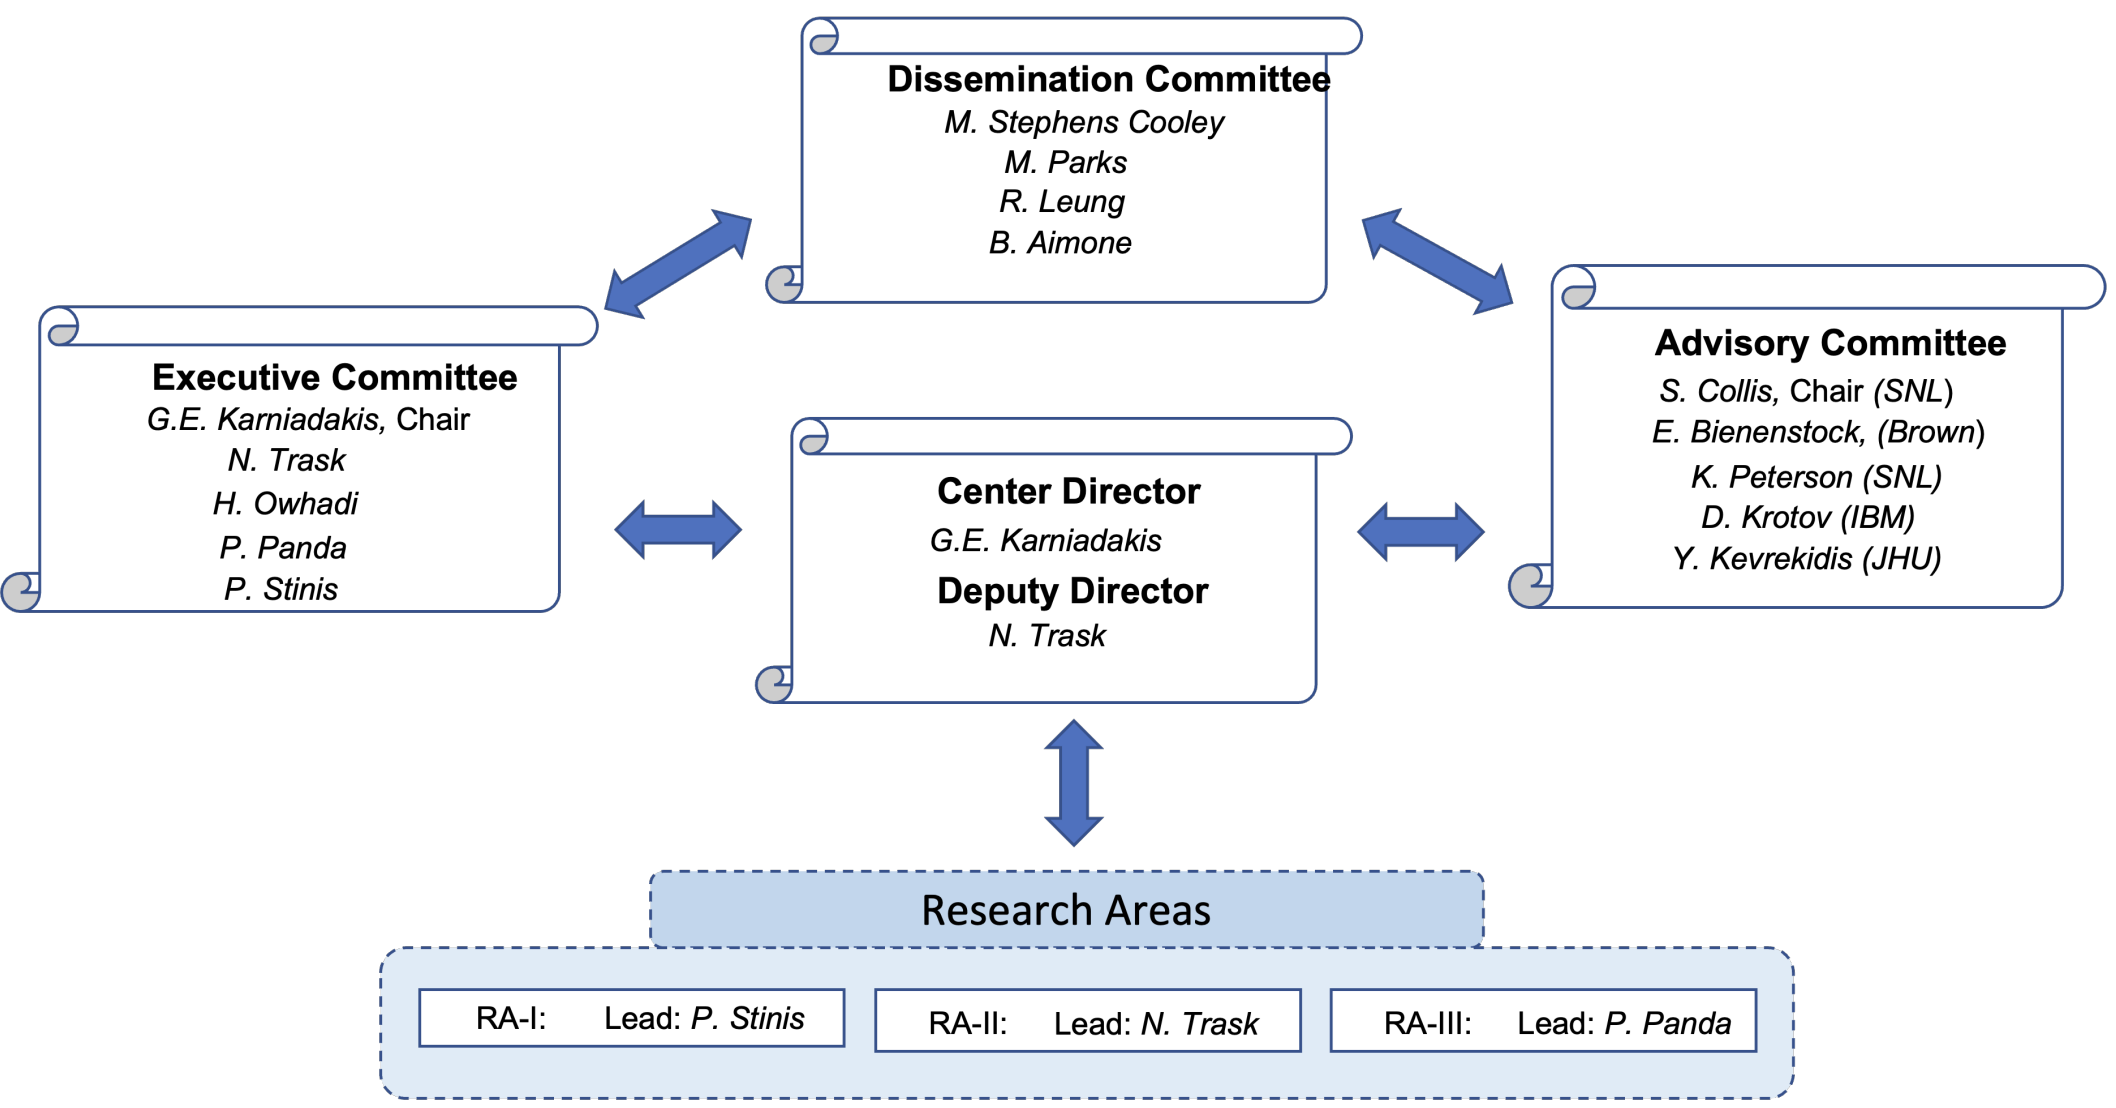 Dissemination Committee
M. Stephens Cooley
M. Parks
R. Leung
B. Aimone
Executive Committee
G.E. Karniadakis, Chair
N. Trask
H. Owhadi
P. Panda
P. Stinis
Center Director
G.E. Karniadakis
Deputy Director
N. Trask
Advisory Committee
S. Collis, Chair (SNL)
E. Bienenstock, (Brown)
K. Peterson (SNL)
D. Krotov (IBM)
Y. Kevrekidis (JHU)
Research Areas
RA-I: Lead: P. Stinis
RA-II: Lead: N. Trask
RA-III: Lead: P. Panda